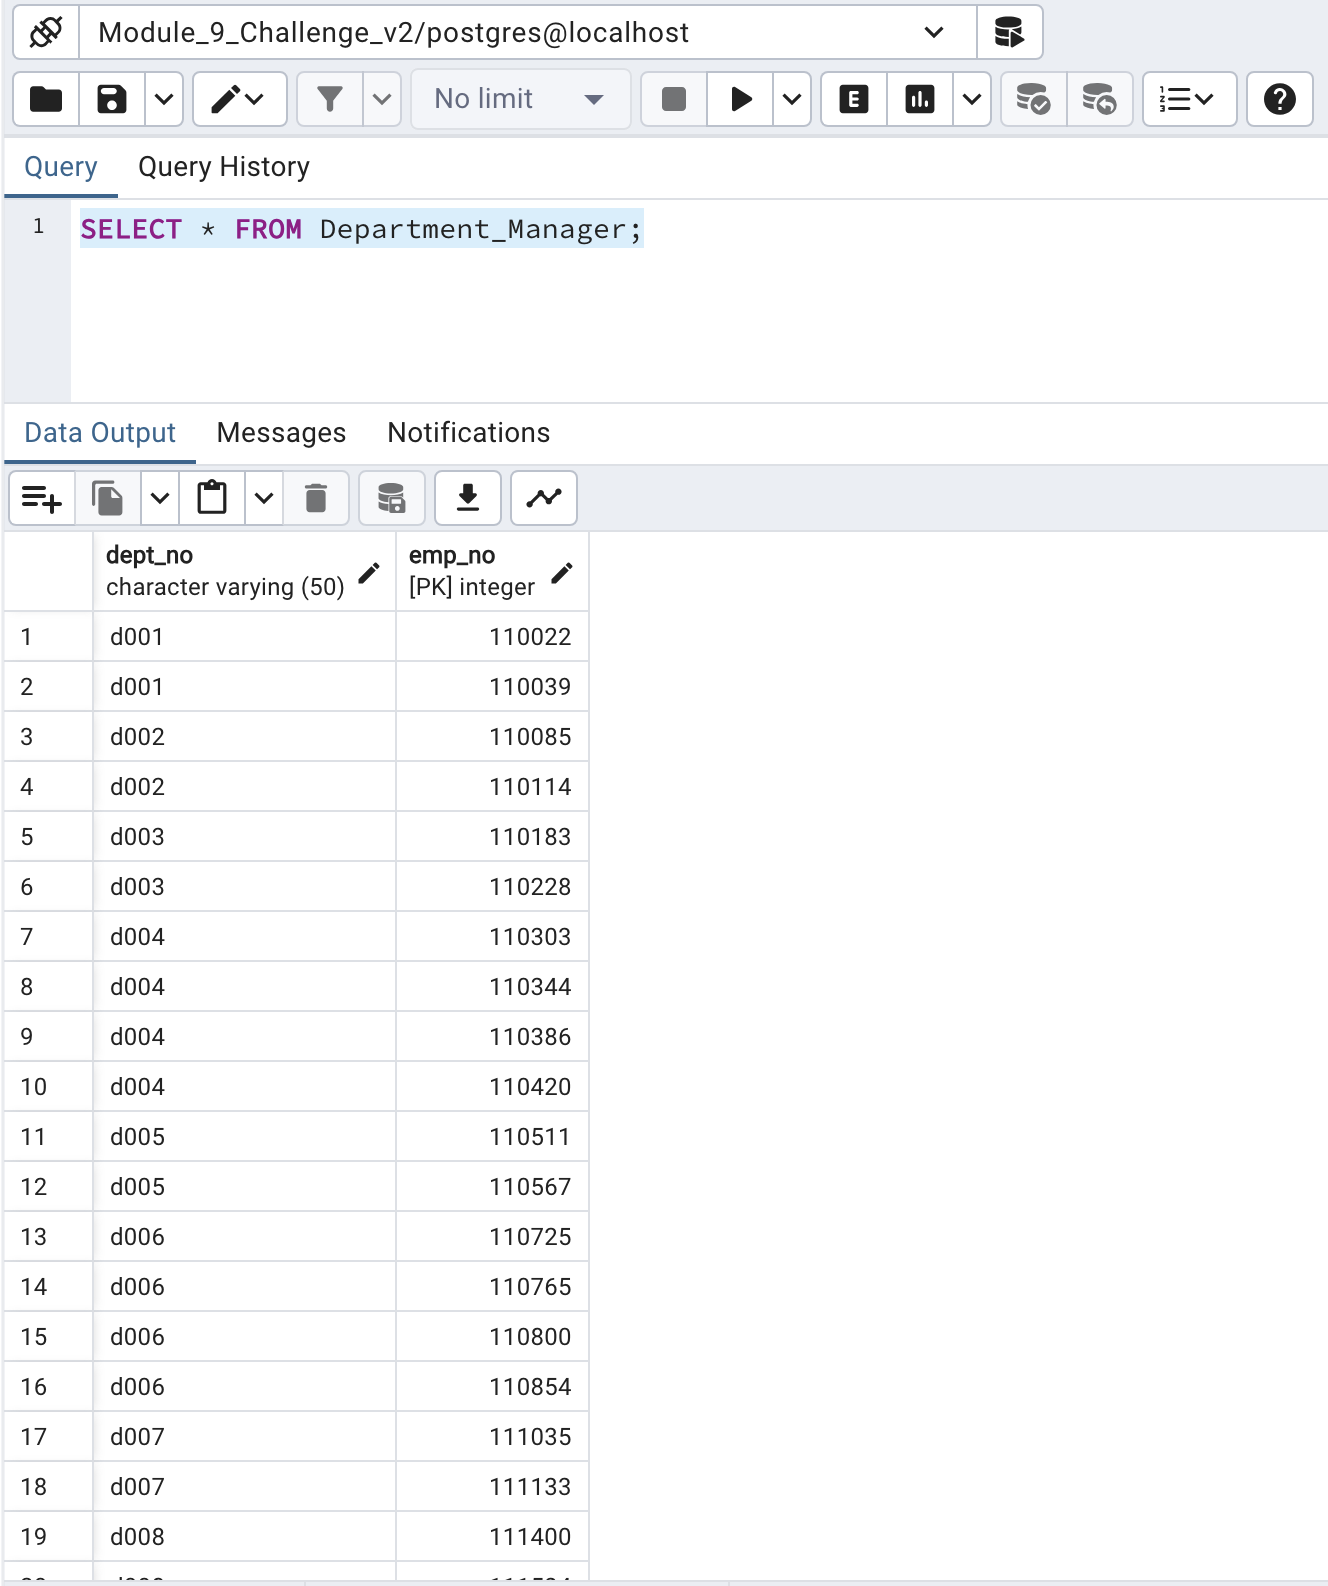 Module_9_Challenge_v2/postgres@localhost
No limit
Query Query History
1 SELECT * FROM Department_Manager;
Data Output Messages Notifications
dept_no emp_no
character varying (50) [PK] integer
1 d001 110022
2 d001 110039
3 d002 110085
4 d002 110114
5 d003 110183
6 d003 110228
7 d004 110303
8 d004 110344
9 d004 110386
10 d004 110420
11 d005 110511
12 d005 110567
13 d006 110725
14 d006 110765
15 d006 110800
16 d006 110854
17 d007 111035
18 d007 111133
19 d008 111400